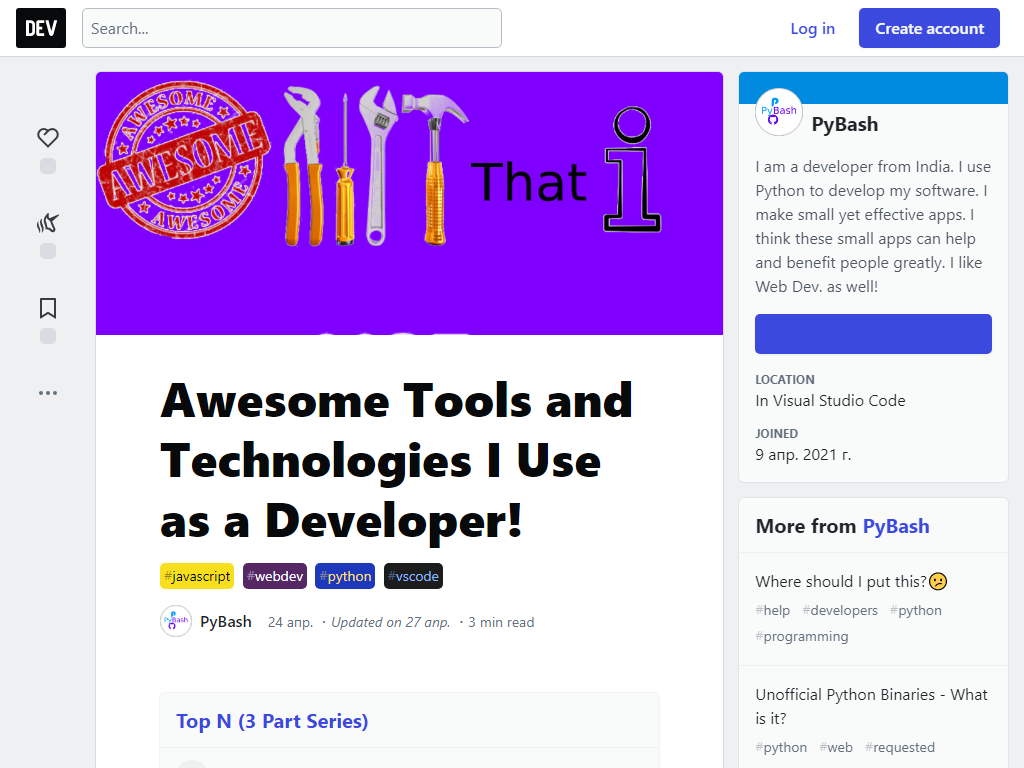 DEV
Search...
Log in
Create account
AWESOME
AWESOME
AWESOME
That
i
Awesome Tools and
Technologies I Use
as a Developer!
#javascript
#webdev
#python
#vscode
PyBash
PyBash
24 апр.
・Updated on 27 апр.
・3 min read
Top N (3 Part Series)
PyBash
PyBash
I am a developer from India. I use
Python to develop my software. I
make small yet effective apps. I
think these small apps can help
and benefit people greatly. I like
Web Dev. as well!
LOCATION
In Visual Studio Code
JOINED
9 апр. 2021 г.
More from PyBash
Where should I put this?😕
#help #developers #python
#programming
Unofficial Python Binaries - What
is it?
#python #web #requested